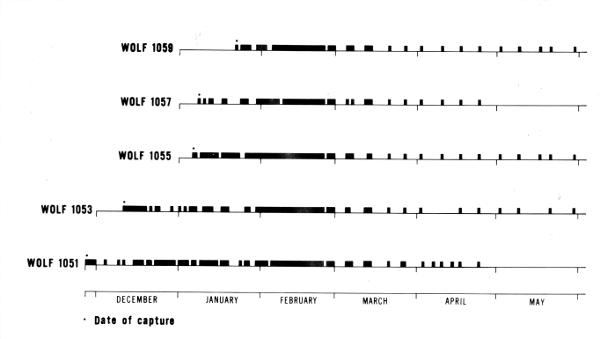 WOLF 1059
WOLF 1057
WOLF 1055
WOLF 1053
WOLF 1051
DECEMBER JANUARY FEBRUARY MARCH APRIL MAY
* Date of capture